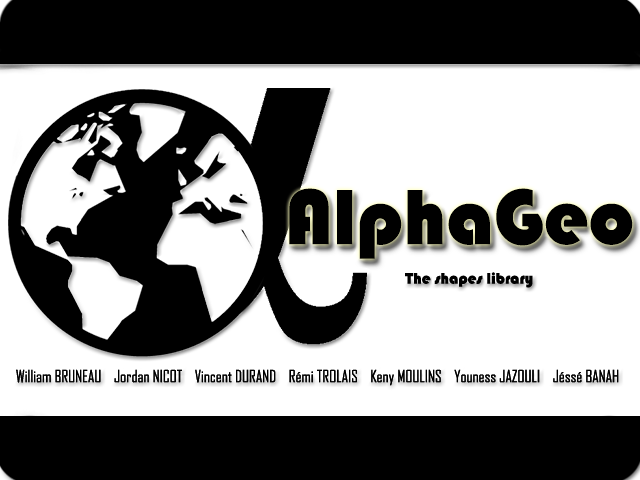 AlphaGeo
The shapes library
William BRUNEAU Jordan NICOT Vincent DURAND Rémi TROLAIS Keny MOULINS Youness JAZOULI Jéssé BANAH